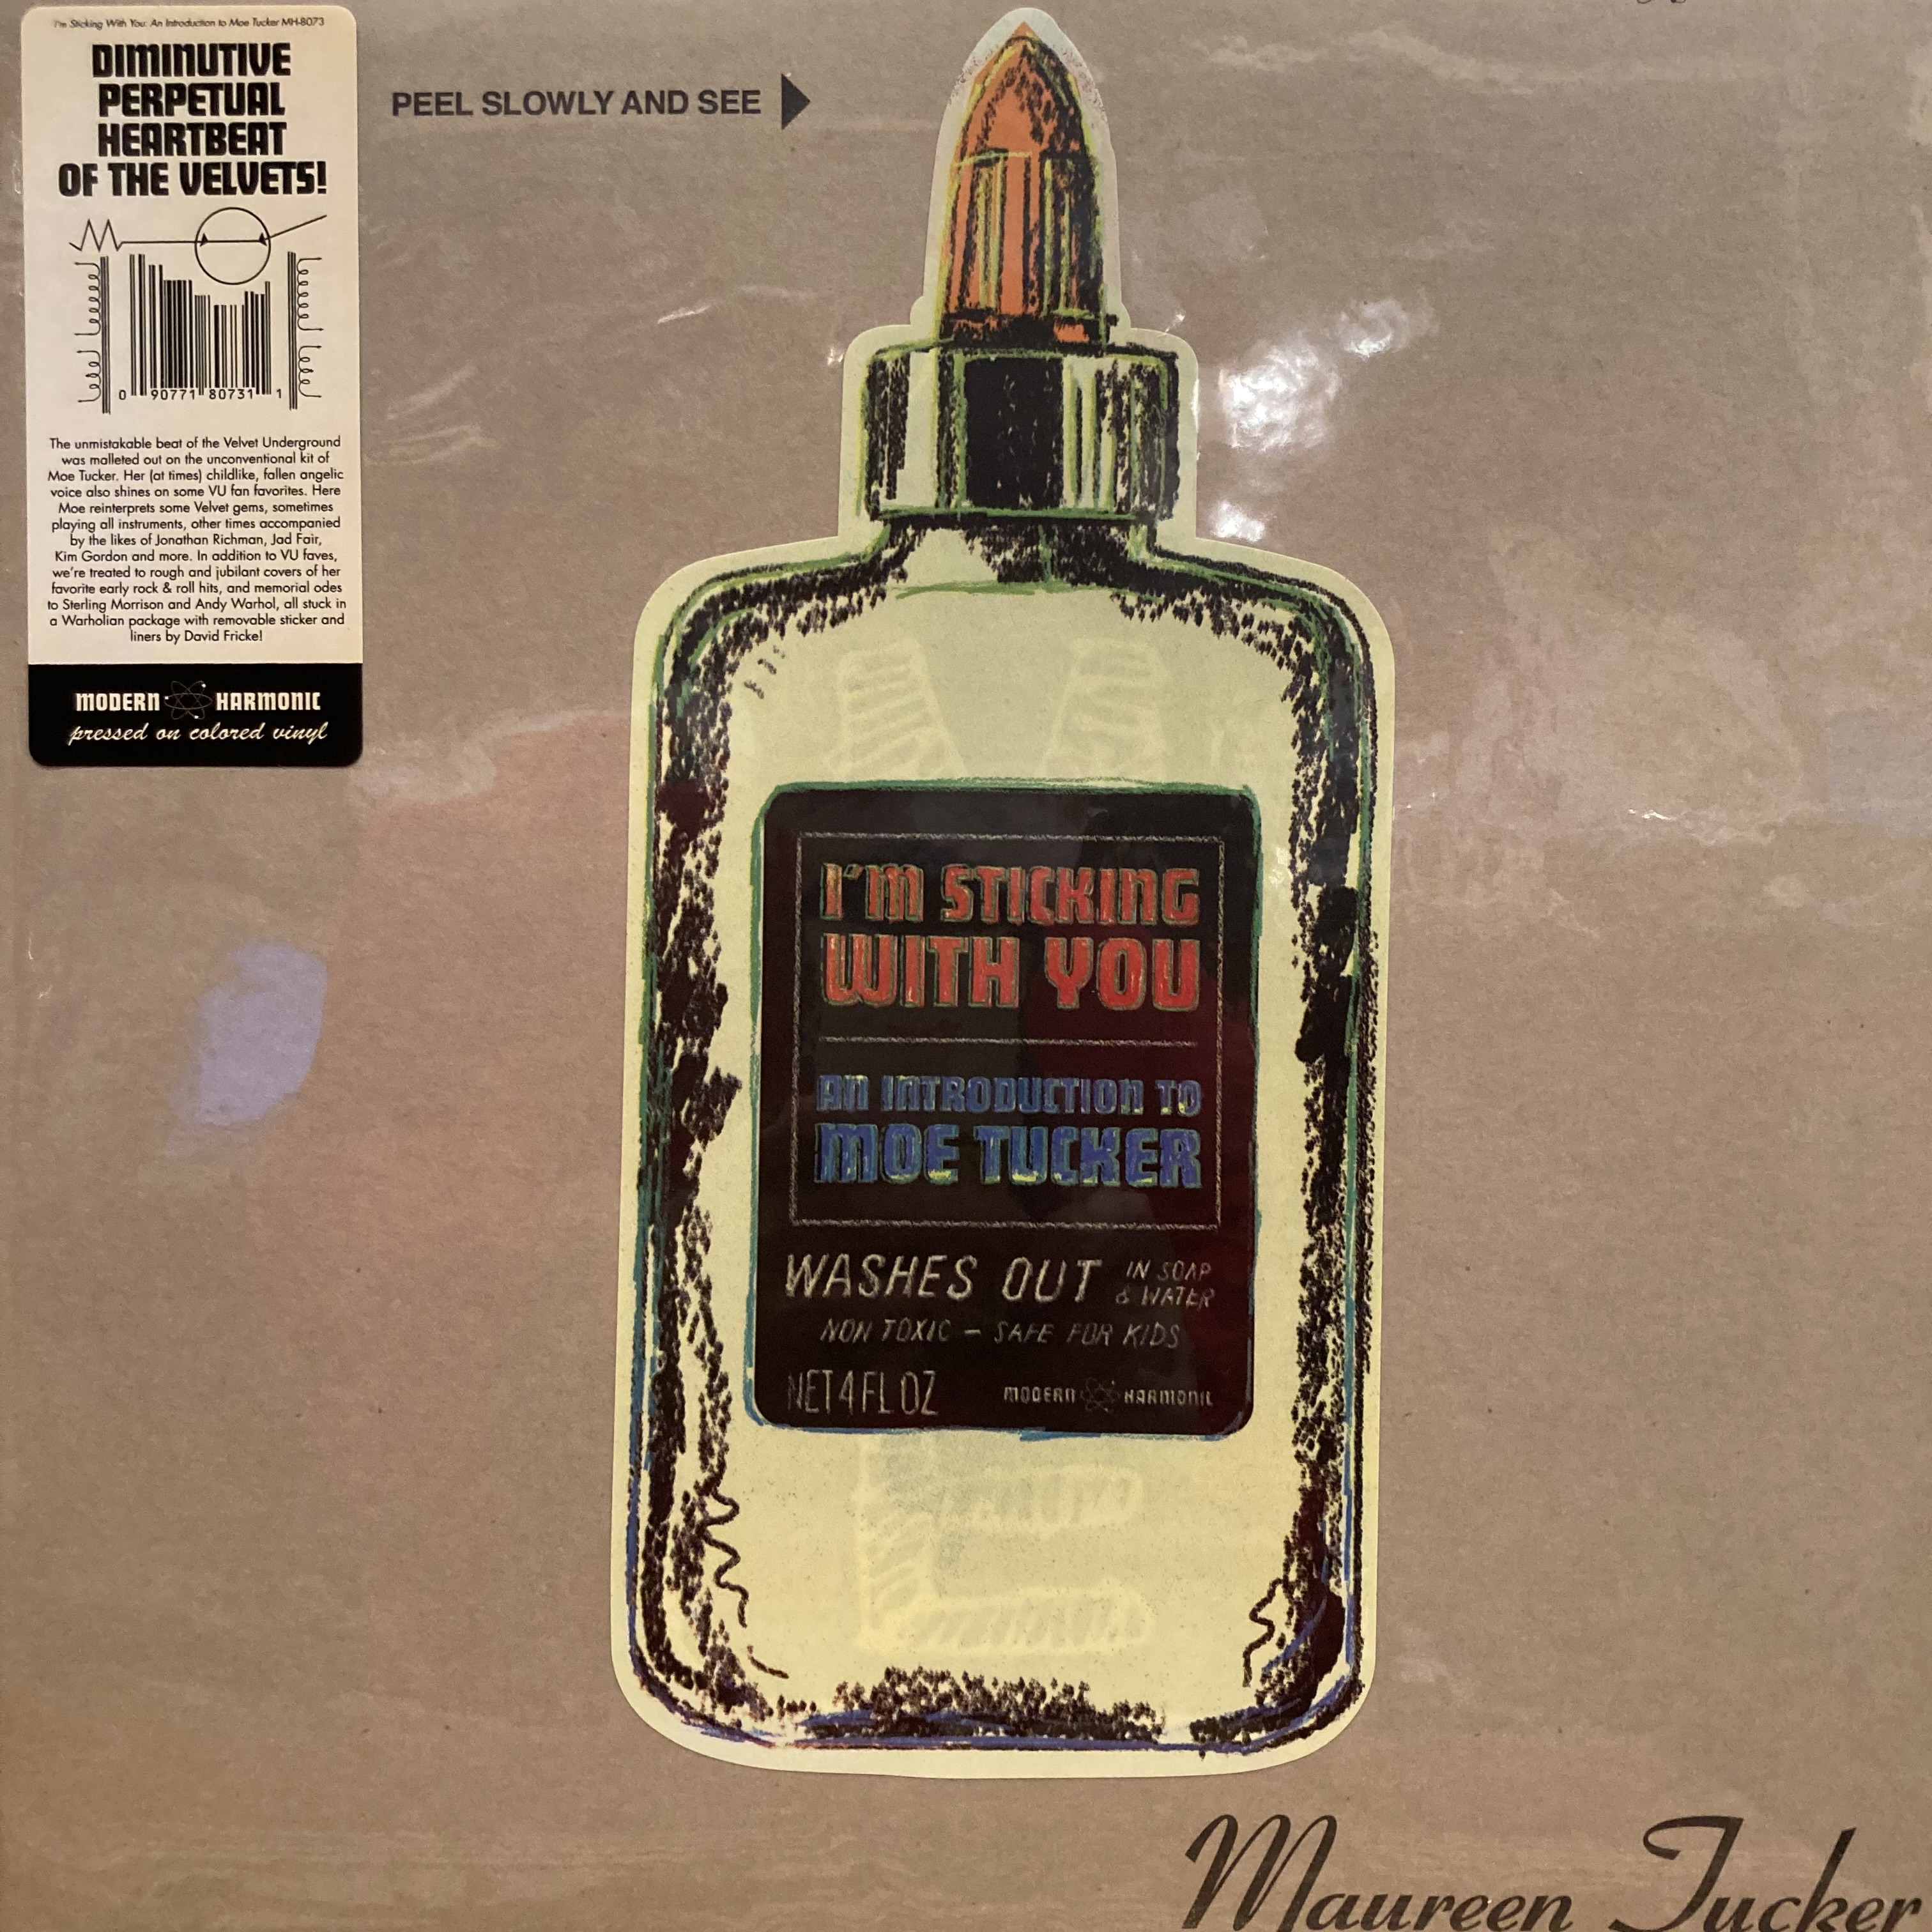 I'm Sticking With You: An Introduction to Moe Tucker MH-8073
DIMINUTIVE
PERPETUAL
HEARTBEAT
OF THE VELVETS!
0 90771 80731 1
The unmistakable beat of the Velvet Underground
was malleted out on the unconventional kit of
Moe Tucker. Her (at times) childlike, fallen angelic
voice also shines on some VU fan favorites. Here
Moe reinterprets some Velvet gems, sometimes
playing all instruments, other times accompanied
by the likes of Jonathan Richman, Jad Fair,
Kim Gordon and more. In addition to VU faves,
we're treated to rough and jubilant covers of her
favorite early rock & roll hits, and memorial odes
to Sterling Morrison and Andy Warhol, all stuck in
a Warholian package with removable sticker and
liners by David Fricke!
MODERN HARMONIC
pressed on colored vinyl
PEEL SLOWLY AND SEE
I'M STICKING
WITH YOU
AN INTRODUCTION TO
MOE TUCKER
WASHES OUT IN SOAP
& WATER
NON TOXIC – SAFE FOR KIDS
NET 4 FL OZ
MODERN HARMONIC
Maureen Tucker